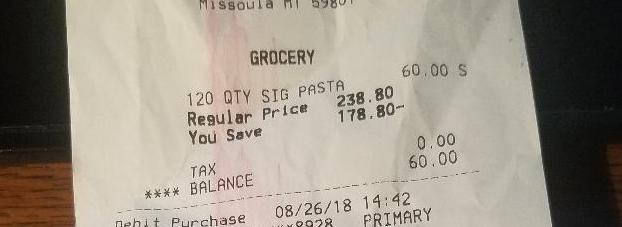 Missoula MT 59801
GROCERY
60.00 S
120 QTY SIG PASTA
Regular Price 238.80
You Save 178.80-
TAX 0.00
**** BALANCE 60.00
Debit Purchase 08/26/18 14:42
PRIMARY